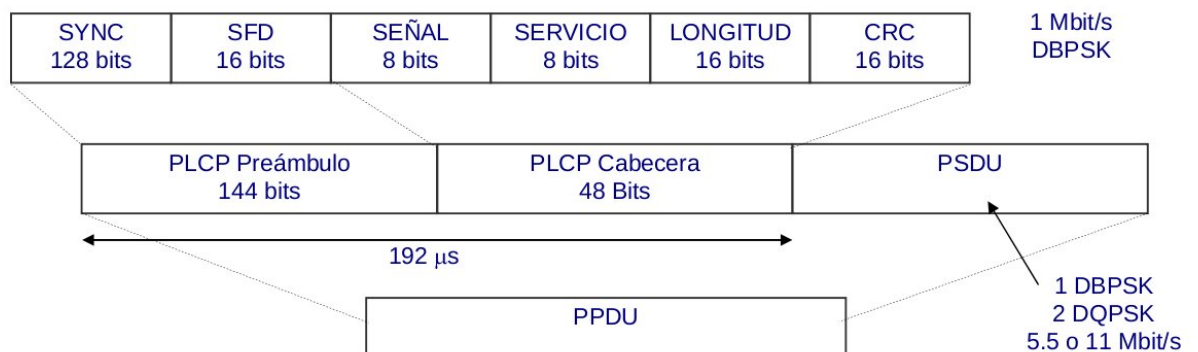 SYNC
128 bits
SFD
16 bits
SEÑAL
8 bits
SERVICIO
8 bits
LONGITUD
16 bits
CRC
16 bits
1 Mbit/s
DBPSK
PLCP Preámbulo
144 bits
PLCP Cabecera
48 Bits
PSDU
192 μs
1 DBPSK
2 DQPSK
5.5 o 11 Mbit/s
PPDU